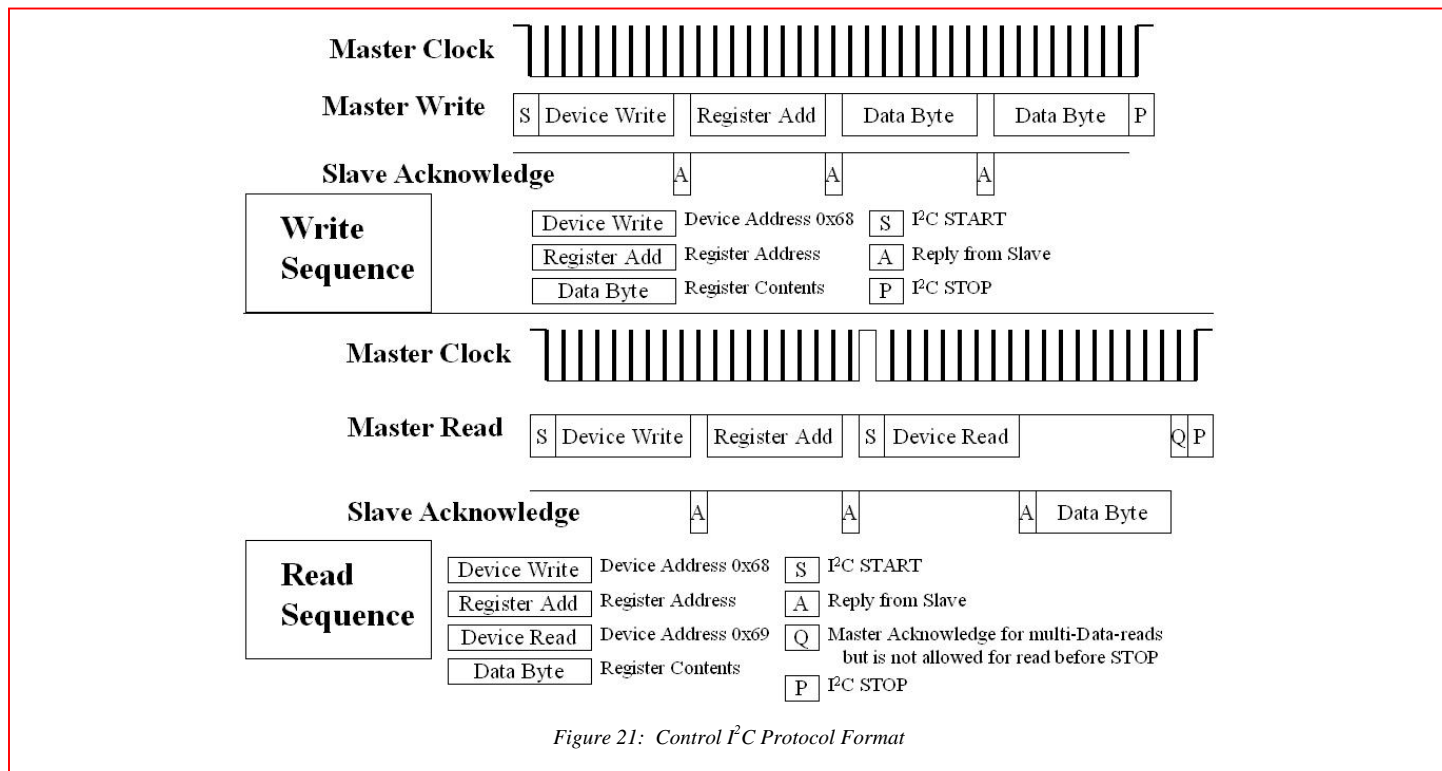 Master Clock
Master Write S Device Write Register Add Data Byte Data Byte P
Slave Acknowledge A A A
Write
Sequence
Device Write Device Address 0x68 S I²C START
Register Add Register Address A Reply from Slave
Data Byte Register Contents P I²C STOP
Master Clock
Master Read S Device Write Register Add S Device Read Q P
Slave Acknowledge A A A Data Byte
Read
Sequence
Device Write Device Address 0x68 S I²C START
Register Add Register Address A Reply from Slave
Device Read Device Address 0x69 Q Master Acknowledge for multi-Data-reads
but is not allowed for read before STOP
Data Byte Register Contents
P I²C STOP
Figure 21: Control I²C Protocol Format